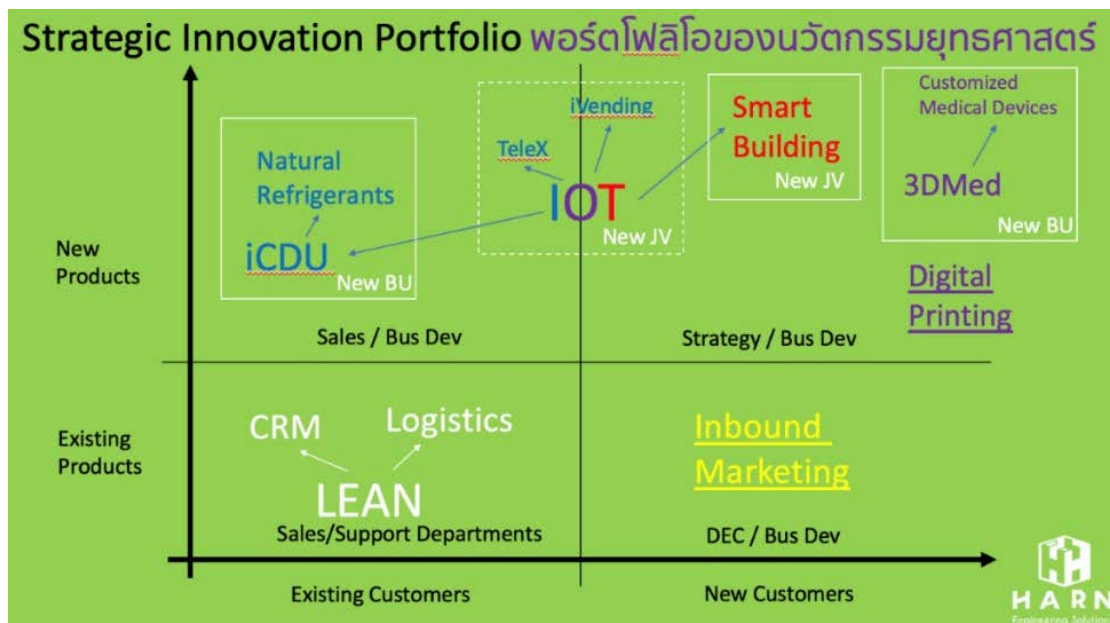 Strategic Innovation Portfolio พอร์ตโฟลิโอของนวัตกรรมยุทธศาสตร์
Customized
Medical Devices
3DMed
New BU
Smart
Building
New JV
iVending
TeleX
IOT
New JV
Natural
Refrigerants
iCDU
New BU
New
Products
Digital
Printing
Sales / Bus Dev
Strategy / Bus Dev
Existing
Products
CRM
Logistics
LEAN
Sales/Support Departments
Inbound
Marketing
DEC / Bus Dev
Existing Customers
New Customers
HARN
Engineering Solutions